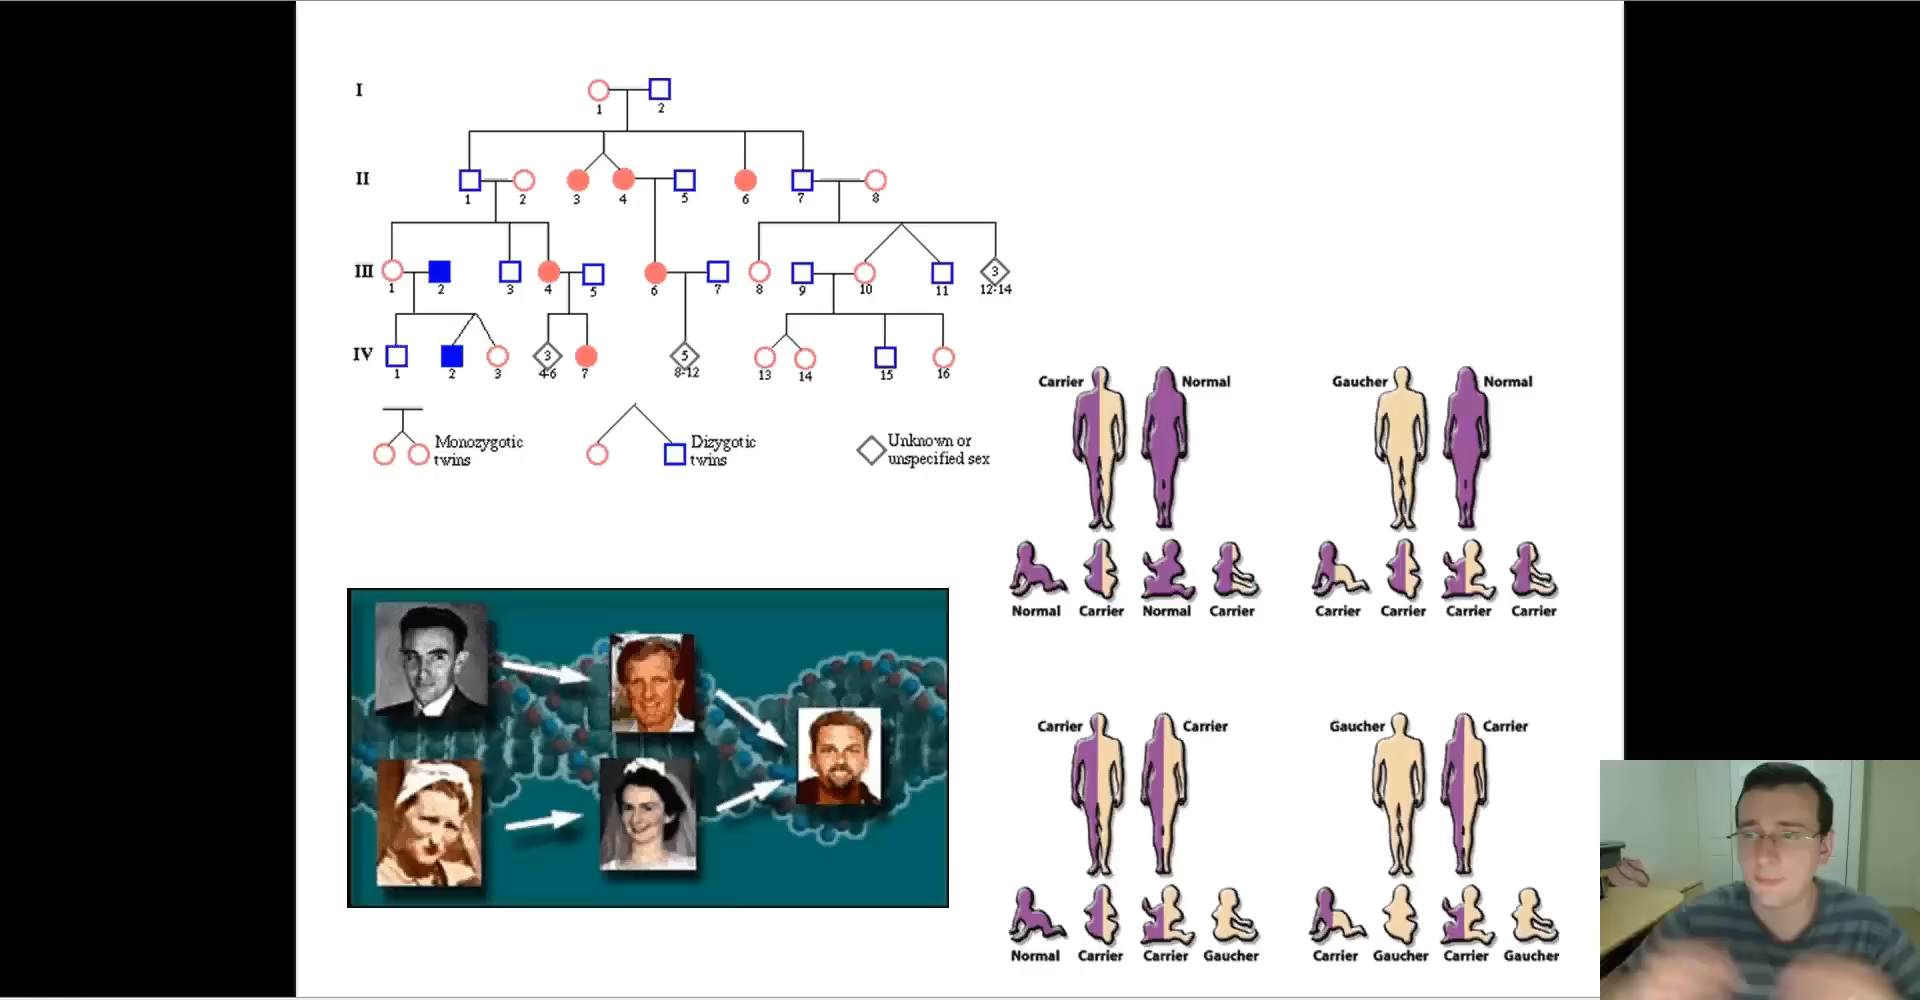 I
1
2
II
1
2
3
4
5
6
7
8
III
1
2
3
4
5
6
7
8
9
10
11
3
12-14
IV
1
2
3
3
4-6
7
5
8-12
13
14
15
16
Monozygotic
twins
Dizygotic
twins
Unknown or
unspecified sex
Carrier
Normal
Normal
Carrier
Normal
Carrier
Gaucher
Normal
Carrier
Carrier
Carrier
Carrier
Carrier
Carrier
Normal
Carrier
Carrier
Gaucher
Gaucher
Carrier
Carrier
Gaucher
Carrier
Gaucher